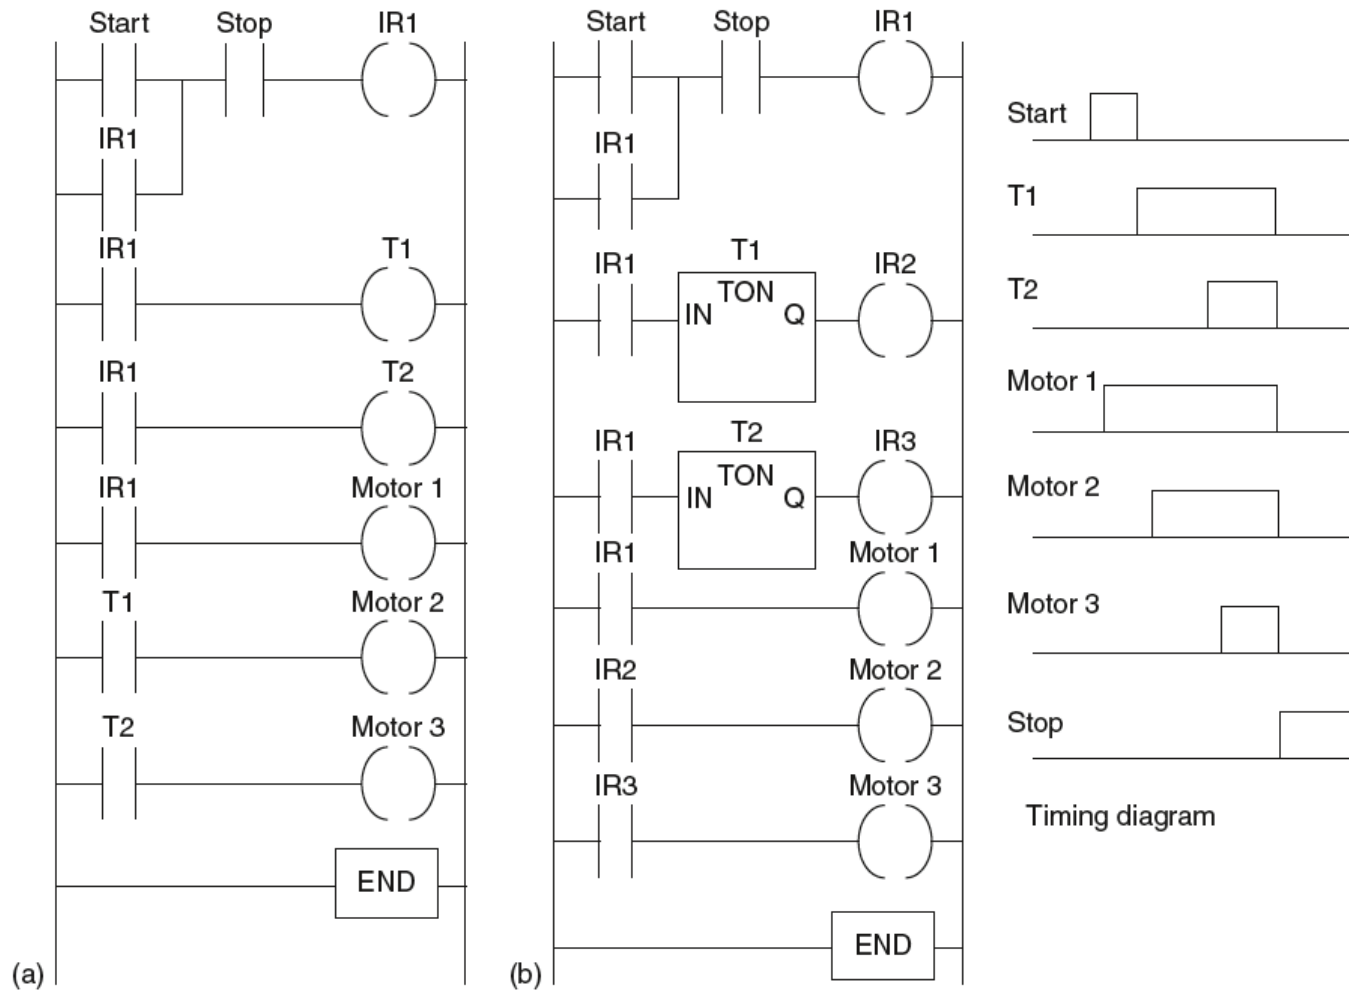 Start Stop IR1
IR1
IR1 T1
IR1 T2
IR1 Motor 1
T1 Motor 2
T2 Motor 3
END
(a)
Start Stop IR1
IR1
IR1 T1 IR2
TON
IN Q
IR1 T2 IR3
TON
IN Q
IR1 Motor 1
IR2 Motor 2
IR3 Motor 3
END
(b)
Start
T1
T2
Motor 1
Motor 2
Motor 3
Stop
Timing diagram